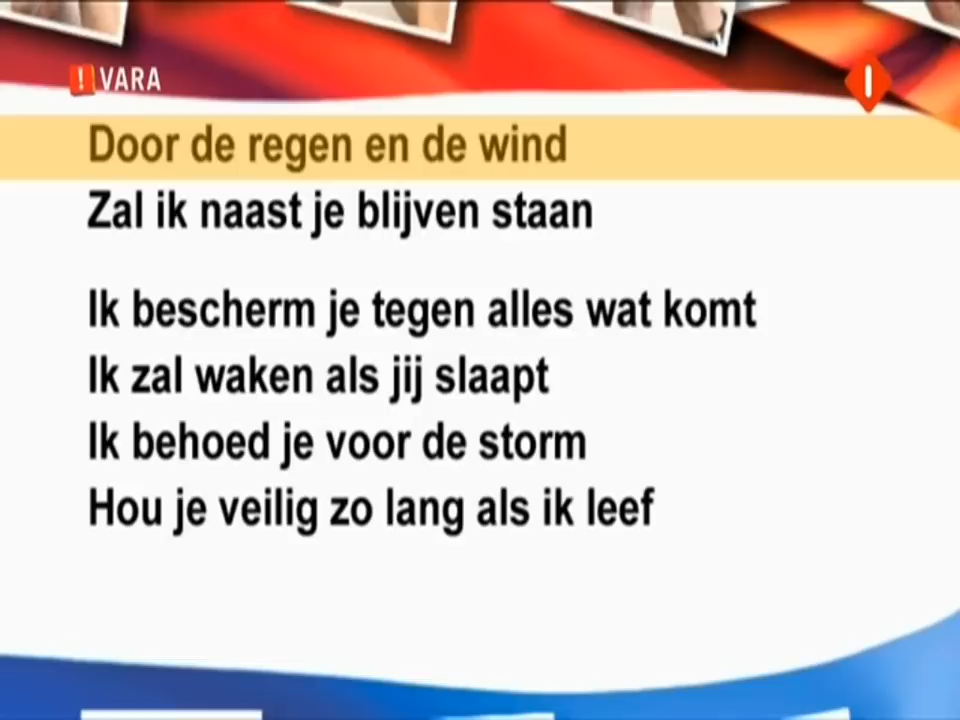 ! VARA
Door de regen en de wind
Zal ik naast je blijven staan
Ik bescherm je tegen alles wat komt
Ik zal waken als jij slaapt
Ik behoed je voor de storm
Hou je veilig zo lang als ik leef